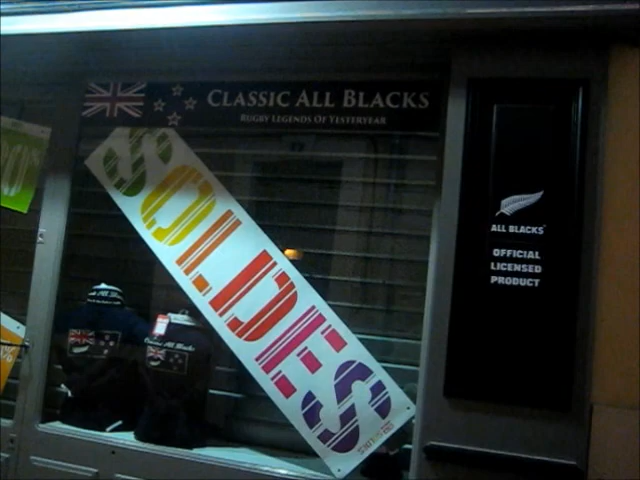 CLASSIC ALL BLACKS
RUGBY LEGENDS OF YESTERYEAR
SOLDES
ALL BLACKS
OFFICIAL
LICENSED
PRODUCT
%